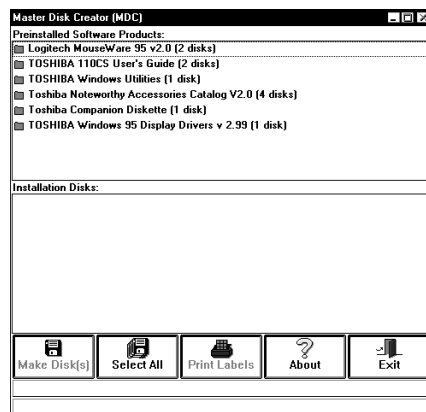 Master Disk Creator (MDC)
Preinstalled Software Products:
Logitech MouseWare 95 v2.0 (2 disks)
TOSHIBA 110CS User's Guide (2 disks)
TOSHIBA Windows Utilities (1 disk)
Toshiba Noteworthy Accessories Catalog V2.0 (4 disks)
Toshiba Companion Diskette (1 disk)
TOSHIBA Windows 95 Display Drivers v 2.99 (1 disk)
Installation Disks:
Make Disk(s) Select All Print Labels About Exit